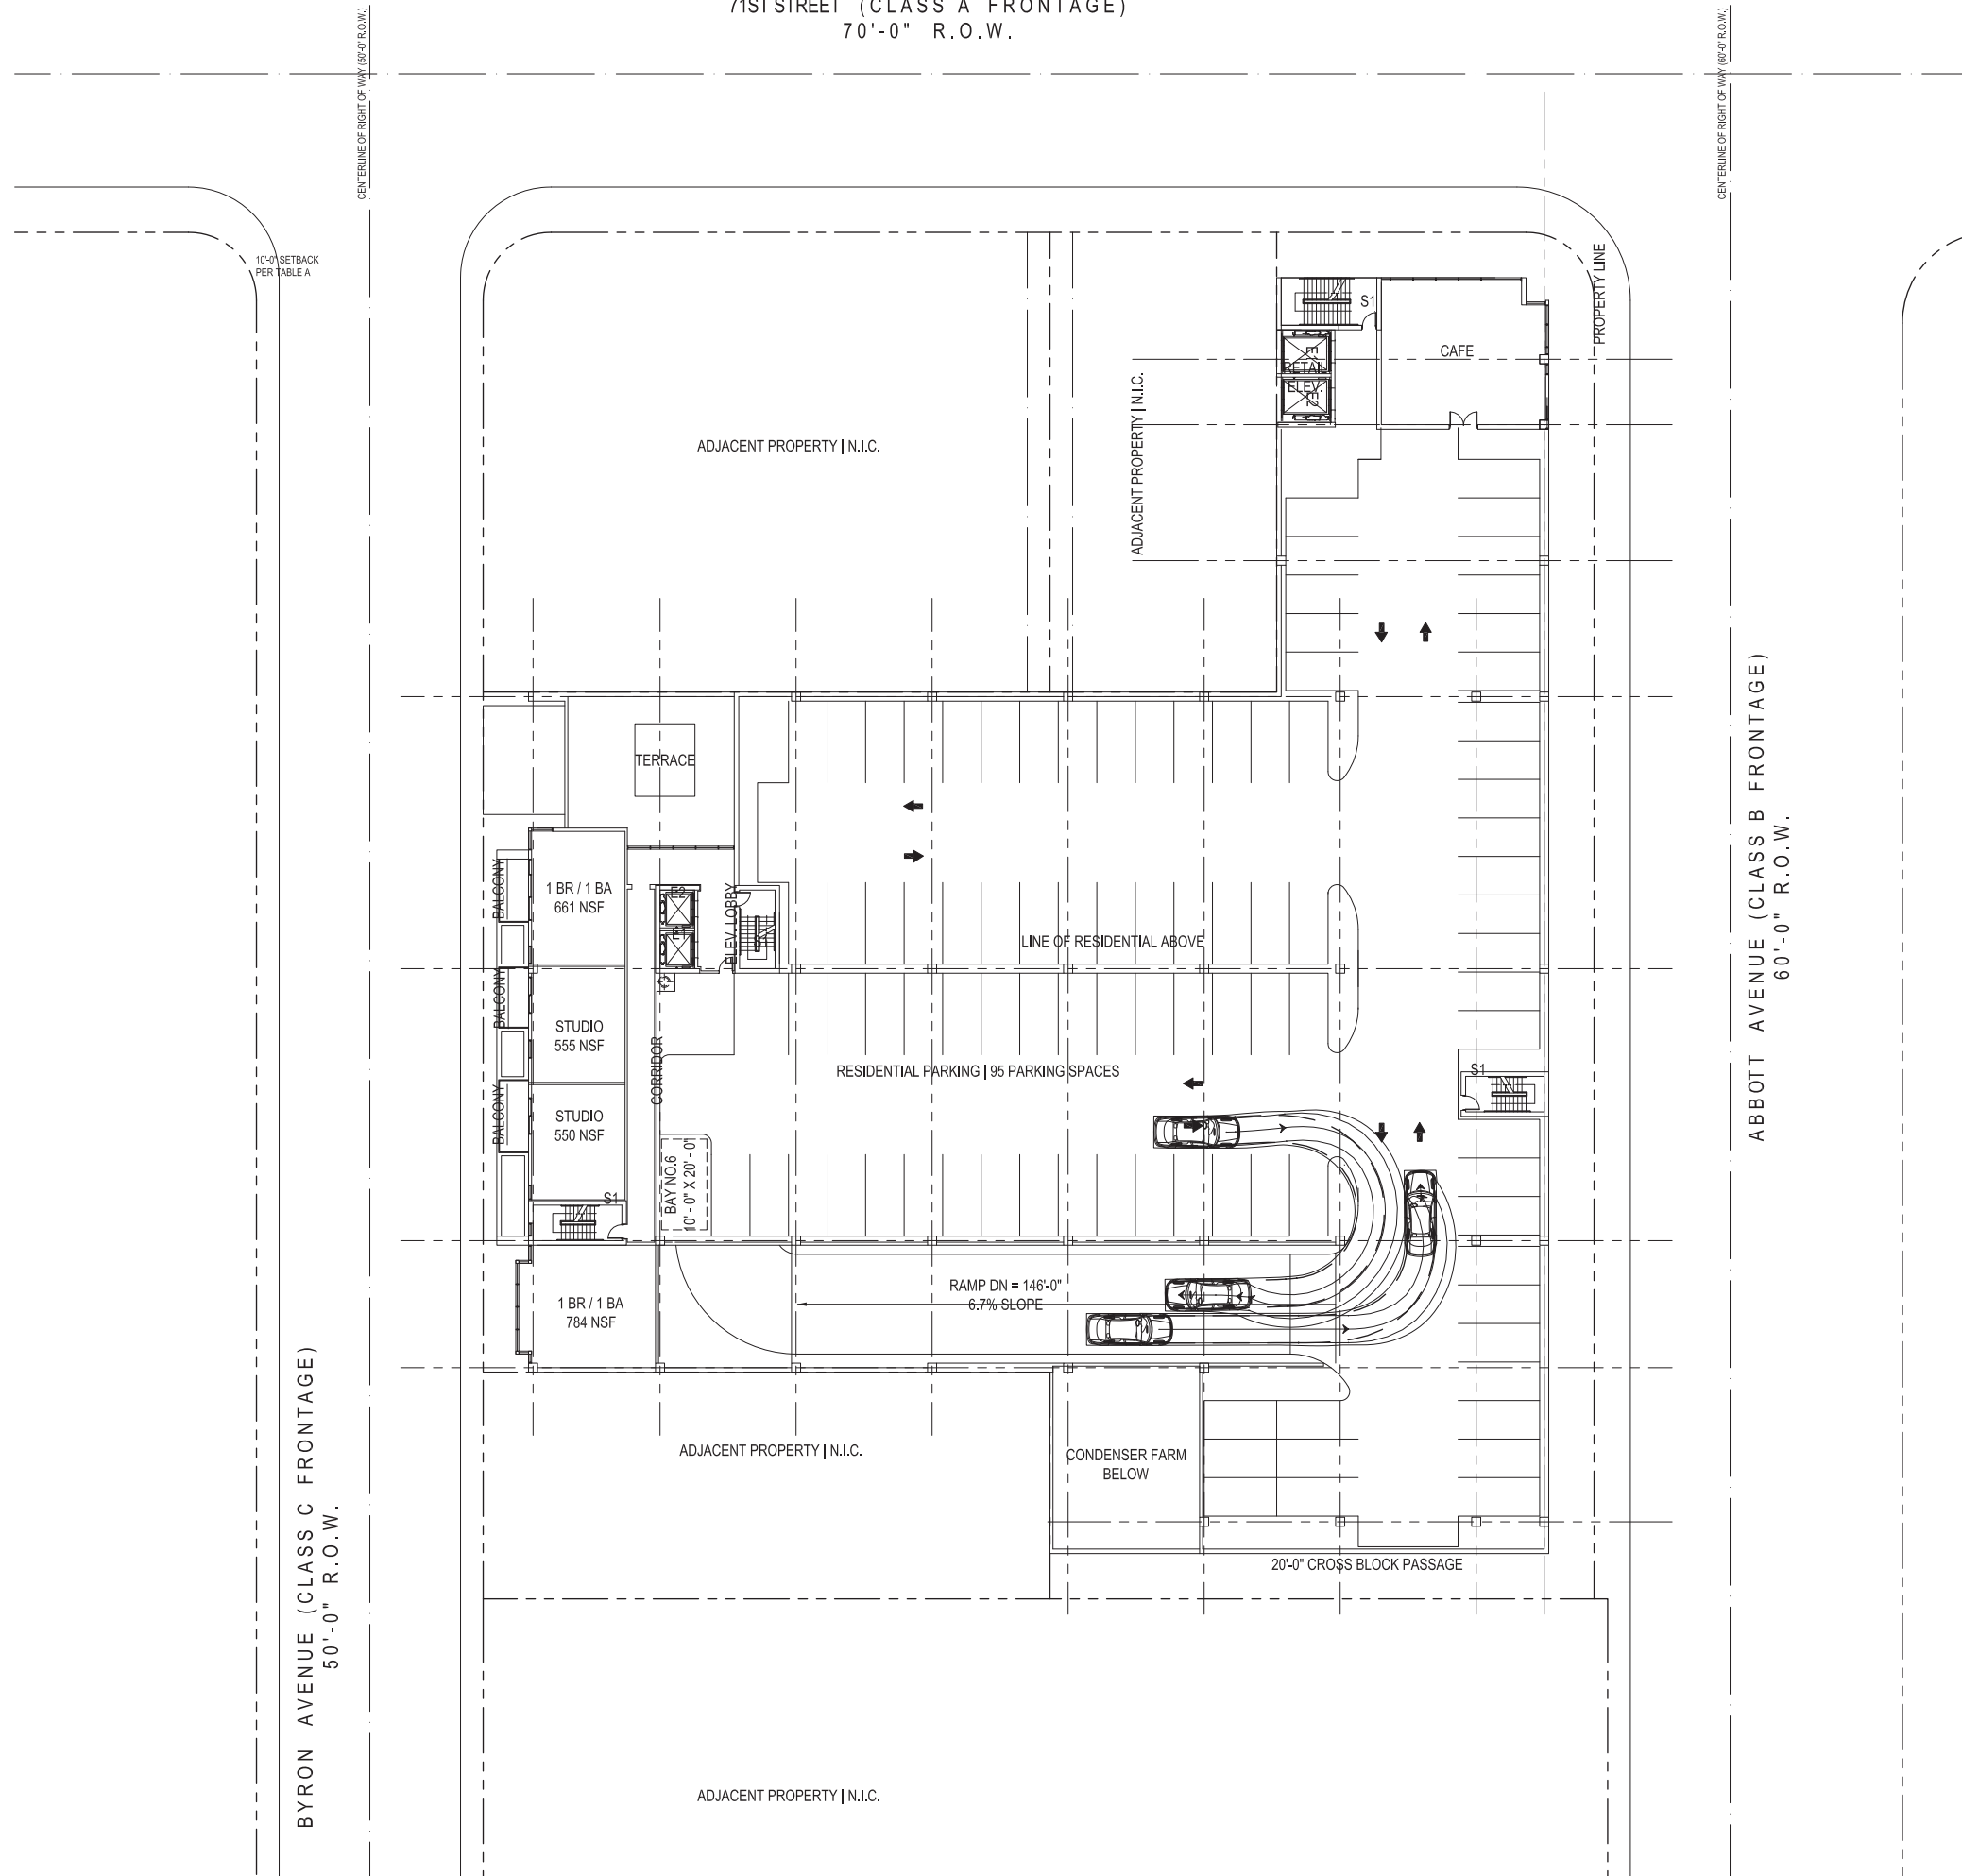 71ST STREET (CLASS A FRONTAGE)
70'-0" R.O.W.
CENTERLINE OF RIGHT OF WAY (50'-0" R.O.W.)
CENTERLINE OF RIGHT OF WAY (60'-0" R.O.W.)
10'-0" SETBACK
PER TABLE A
PROPERTY LINE
S1
CAFE
E1
RETAIL
ELEV.
E2
ADJACENT PROPERTY | N.I.C.
ADJACENT PROPERTY | N.I.C.
TERRACE
ABBOTT AVENUE (CLASS B FRONTAGE)
60'-0" R.O.W.
BALCONY
1 BR / 1 BA
661 NSF
E2
E1
ELEV. LOBBY
LINE OF RESIDENTIAL ABOVE
BALCONY
STUDIO
555 NSF
CORRIDOR
RESIDENTIAL PARKING | 95 PARKING SPACES
S1
BALCONY
STUDIO
550 NSF
BAY NO.6
10' - 0" X 20' - 0"
S1
RAMP DN = 146'-0"
6.7% SLOPE
1 BR / 1 BA
784 NSF
BYRON AVENUE (CLASS C FRONTAGE)
50'-0" R.O.W.
ADJACENT PROPERTY | N.I.C.
CONDENSER FARM
BELOW
20'-0" CROSS BLOCK PASSAGE
ADJACENT PROPERTY | N.I.C.